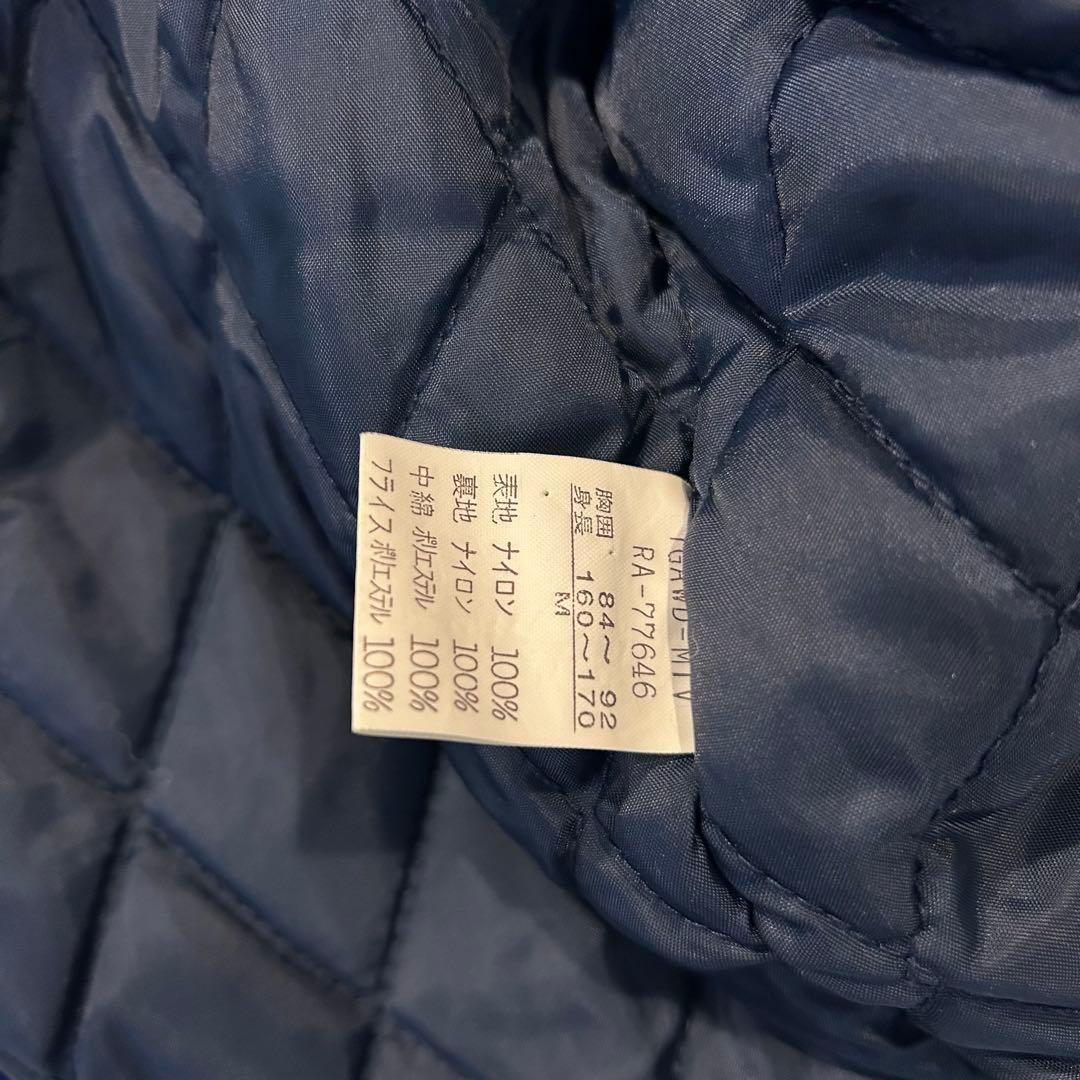 RA-77646
胸囲 84～ 92
身長 160～170
M
表地 ナイロン 100%
裏地 ナイロン 100%
中綿 ポリエステル 100%
フライス ポリエステル 100%